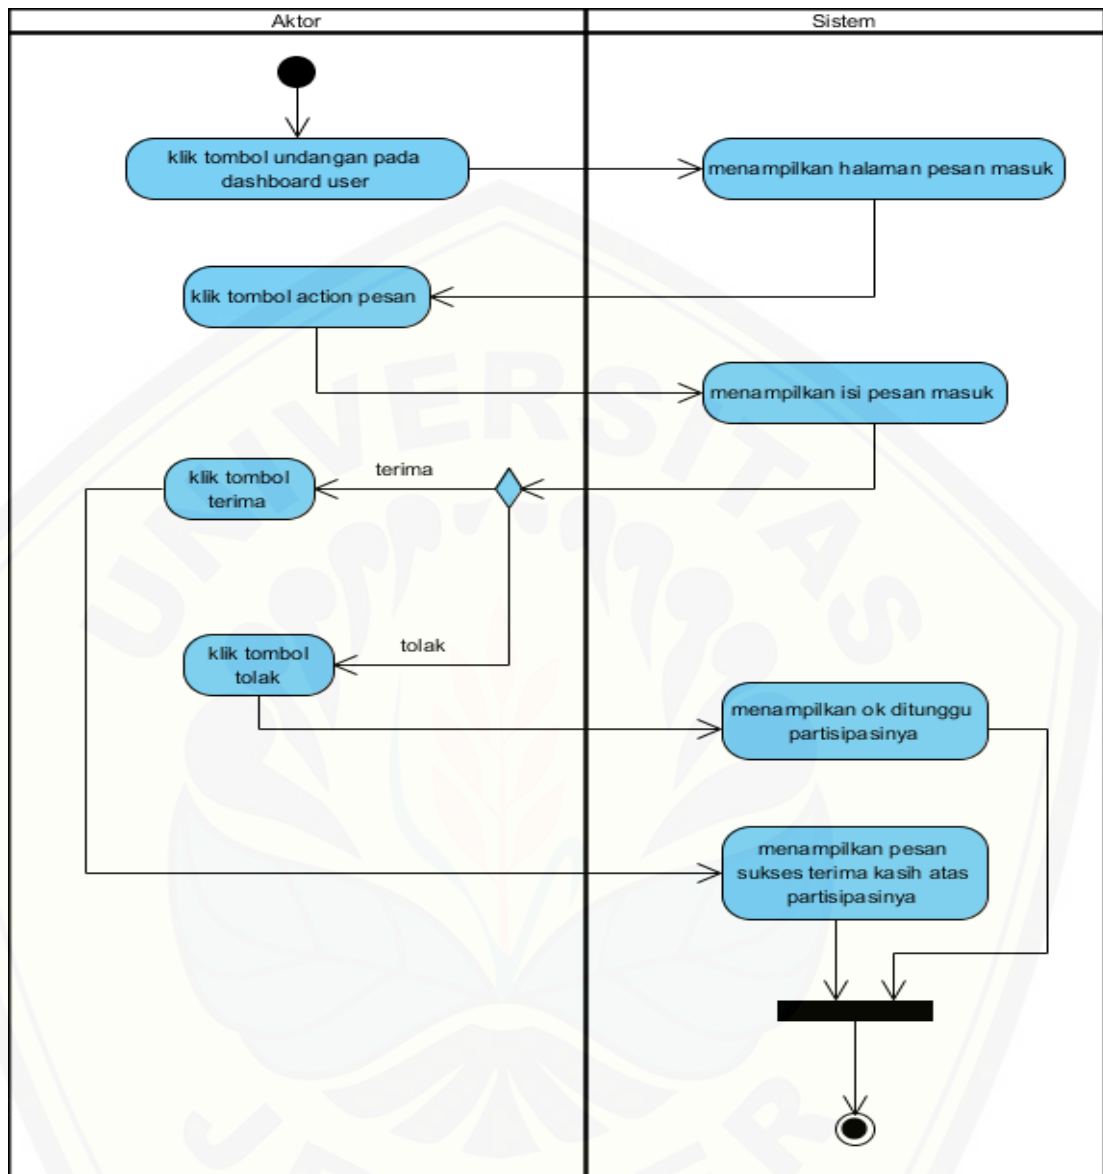 Aktor
Sistem
klik tombol undangan pada
dashboard user
menampilkan halaman pesan masuk
klik tombol action pesan
menampilkan isi pesan masuk
klik tombol
terima
terima
klik tombol
tolak
tolak
menampilkan ok ditunggu
partisipasinya
menampilkan pesan
sukses terima kasih atas
partisipasinya
UNIVERSITAS